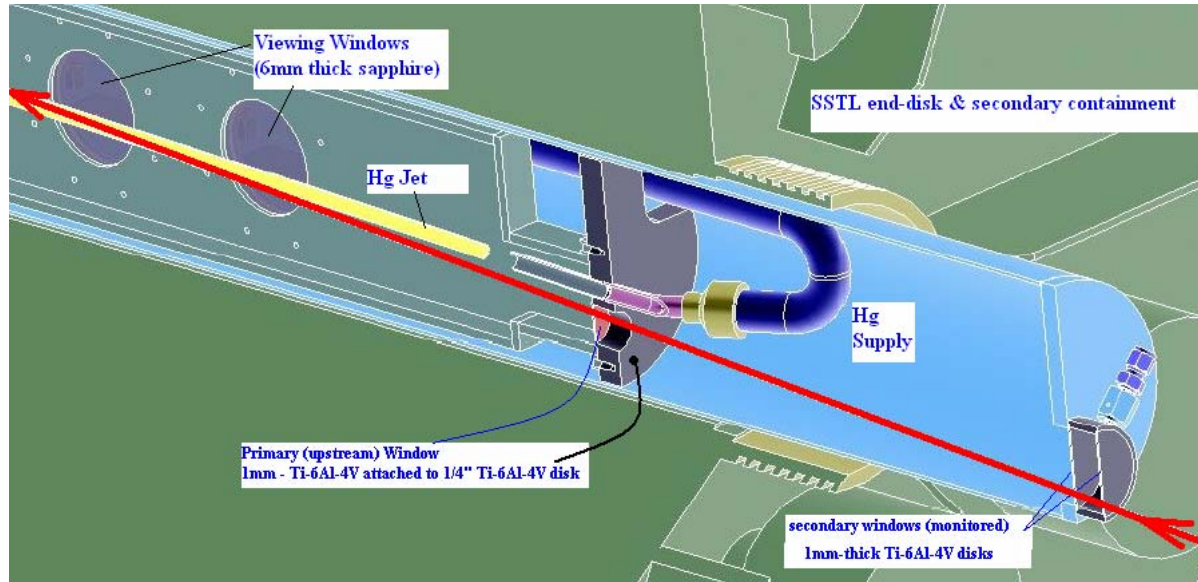 Viewing Windows
(6mm thick sapphire)
SSTL end-disk & secondary containment
Hg Jet
Hg
Supply
Primary (upstream) Window
1mm - Ti-6Al-4V attached to 1/4" Ti-6Al-4V disk
secondary windows (monitored)
1mm-thick Ti-6Al-4V disks